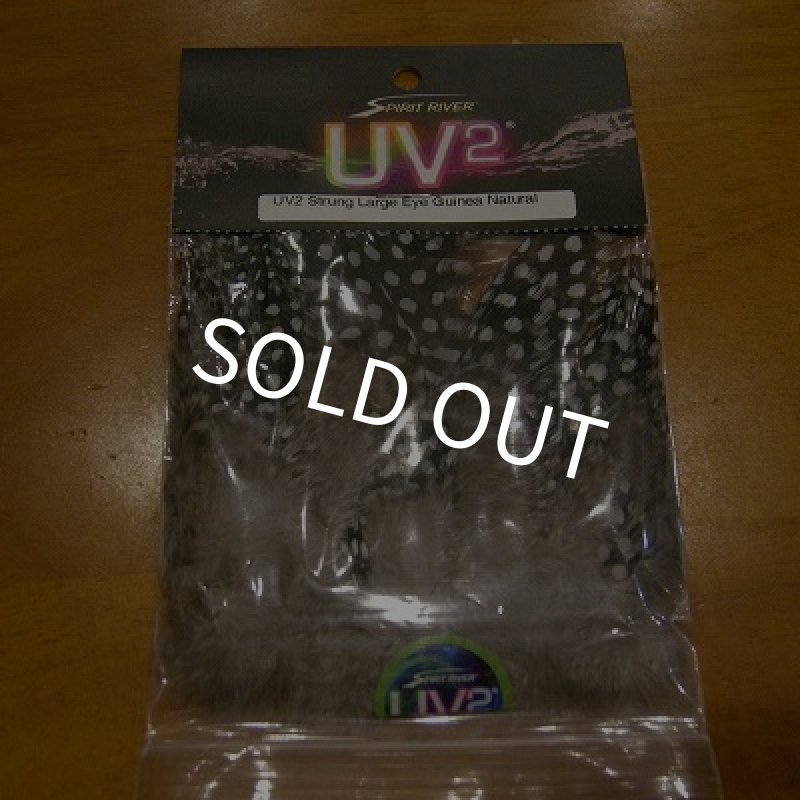 SPIRIT RIVER
UV2®
UV2 Strung Large Eye Guinea Natural
SOLD OUT
SPIRIT RIVER
UV2®